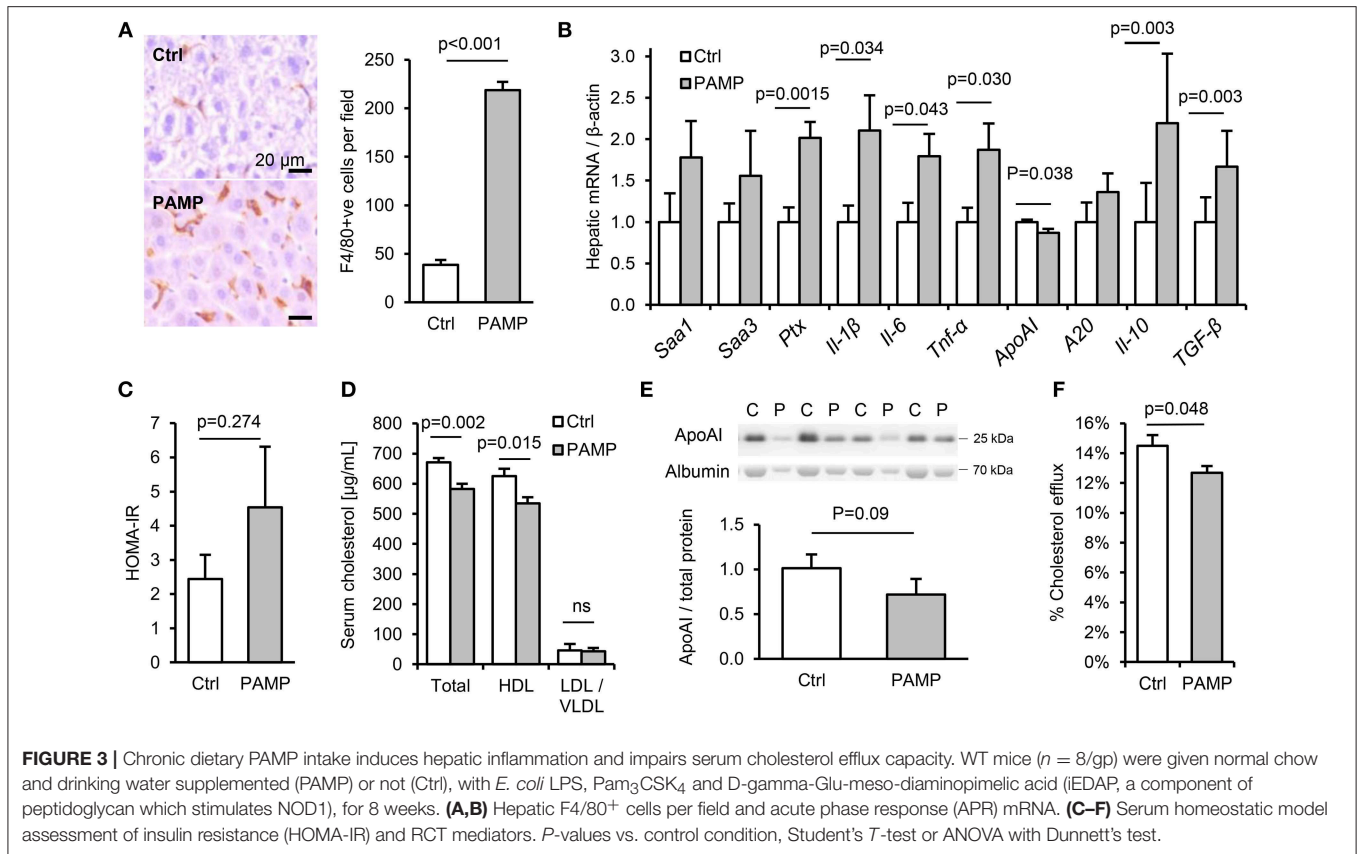 A
Ctrl
20 µm
PAMP
p<0.001
F4/80+ve cells per field
250
200
150
100
50
0
Ctrl PAMP
B
Ctrl
PAMP
Hepatic mRNA / β-actin
3.0
2.5
2.0
1.5
1.0
0.5
0.0
p=0.0015
p=0.034
p=0.043
p=0.030
P=0.038
p=0.003
p=0.003
Saa1 Saa3 Ptx Il-1β Il-6 Tnf-α ApoAI A20 Il-10 TGF-β
C
p=0.274
HOMA-IR
7
6
5
4
3
2
1
0
Ctrl PAMP
D
Ctrl
PAMP
p=0.002
p=0.015
ns
Serum cholesterol [µg/mL]
800
700
600
500
400
300
200
100
0
Total HDL LDL /
VLDL
E
C P C P C P C P
ApoAI
25 kDa
Albumin
70 kDa
P=0.09
ApoAI / total protein
1.5
1.0
0.5
0.0
Ctrl PAMP
F
p=0.048
% Cholesterol efflux
16%
14%
12%
10%
8%
6%
4%
2%
0%
Ctrl PAMP
FIGURE 3 | Chronic dietary PAMP intake induces hepatic inflammation and impairs serum cholesterol efflux capacity. WT mice (n = 8/gp) were given normal chow
and drinking water supplemented (PAMP) or not (Ctrl), with E. coli LPS, Pam₃CSK₄ and D-gamma-Glu-meso-diaminopimelic acid (iEDAP, a component of
peptidoglycan which stimulates NOD1), for 8 weeks. (A,B) Hepatic F4/80⁺ cells per field and acute phase response (APR) mRNA. (C–F) Serum homeostatic model
assessment of insulin resistance (HOMA-IR) and RCT mediators. P-values vs. control condition, Student's T-test or ANOVA with Dunnett's test.